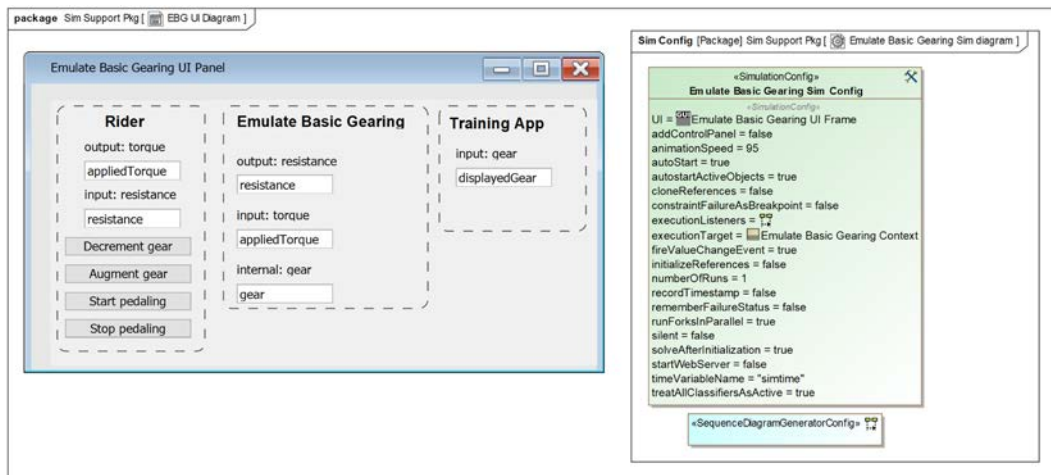 package Sim Support Pkg [ EBG UI Diagram ]
Emulate Basic Gearing UI Panel
Rider
output: torque
appliedTorque
input: resistance
resistance
Decrement gear
Augment gear
Start pedaling
Stop pedaling
Emulate Basic Gearing
output: resistance
resistance
input: torque
appliedTorque
internal: gear
gear
Training App
input: gear
displayedGear
Sim Config [Package] Sim Support Pkg [ Emulate Basic Gearing Sim diagram ]
«SimulationConfig»
Emulate Basic Gearing Sim Config
«SimulationConfig»
UI = Emulate Basic Gearing UI Frame
addControlPanel = false
animationSpeed = 95
autoStart = true
autostartActiveObjects = true
cloneReferences = false
constraintFailureAsBreakpoint = false
executionListeners =
executionTarget = Emulate Basic Gearing Context
fireValueChangeEvent = true
initializeReferences = false
numberOfRuns = 1
recordTimestamp = false
rememberFailureStatus = false
runForksInParallel = true
silent = false
solveAfterInitialization = true
startWebServer = false
timeVariableName = "simtime"
treatAllClassifiersAsActive = true
«SequenceDiagramGeneratorConfig»